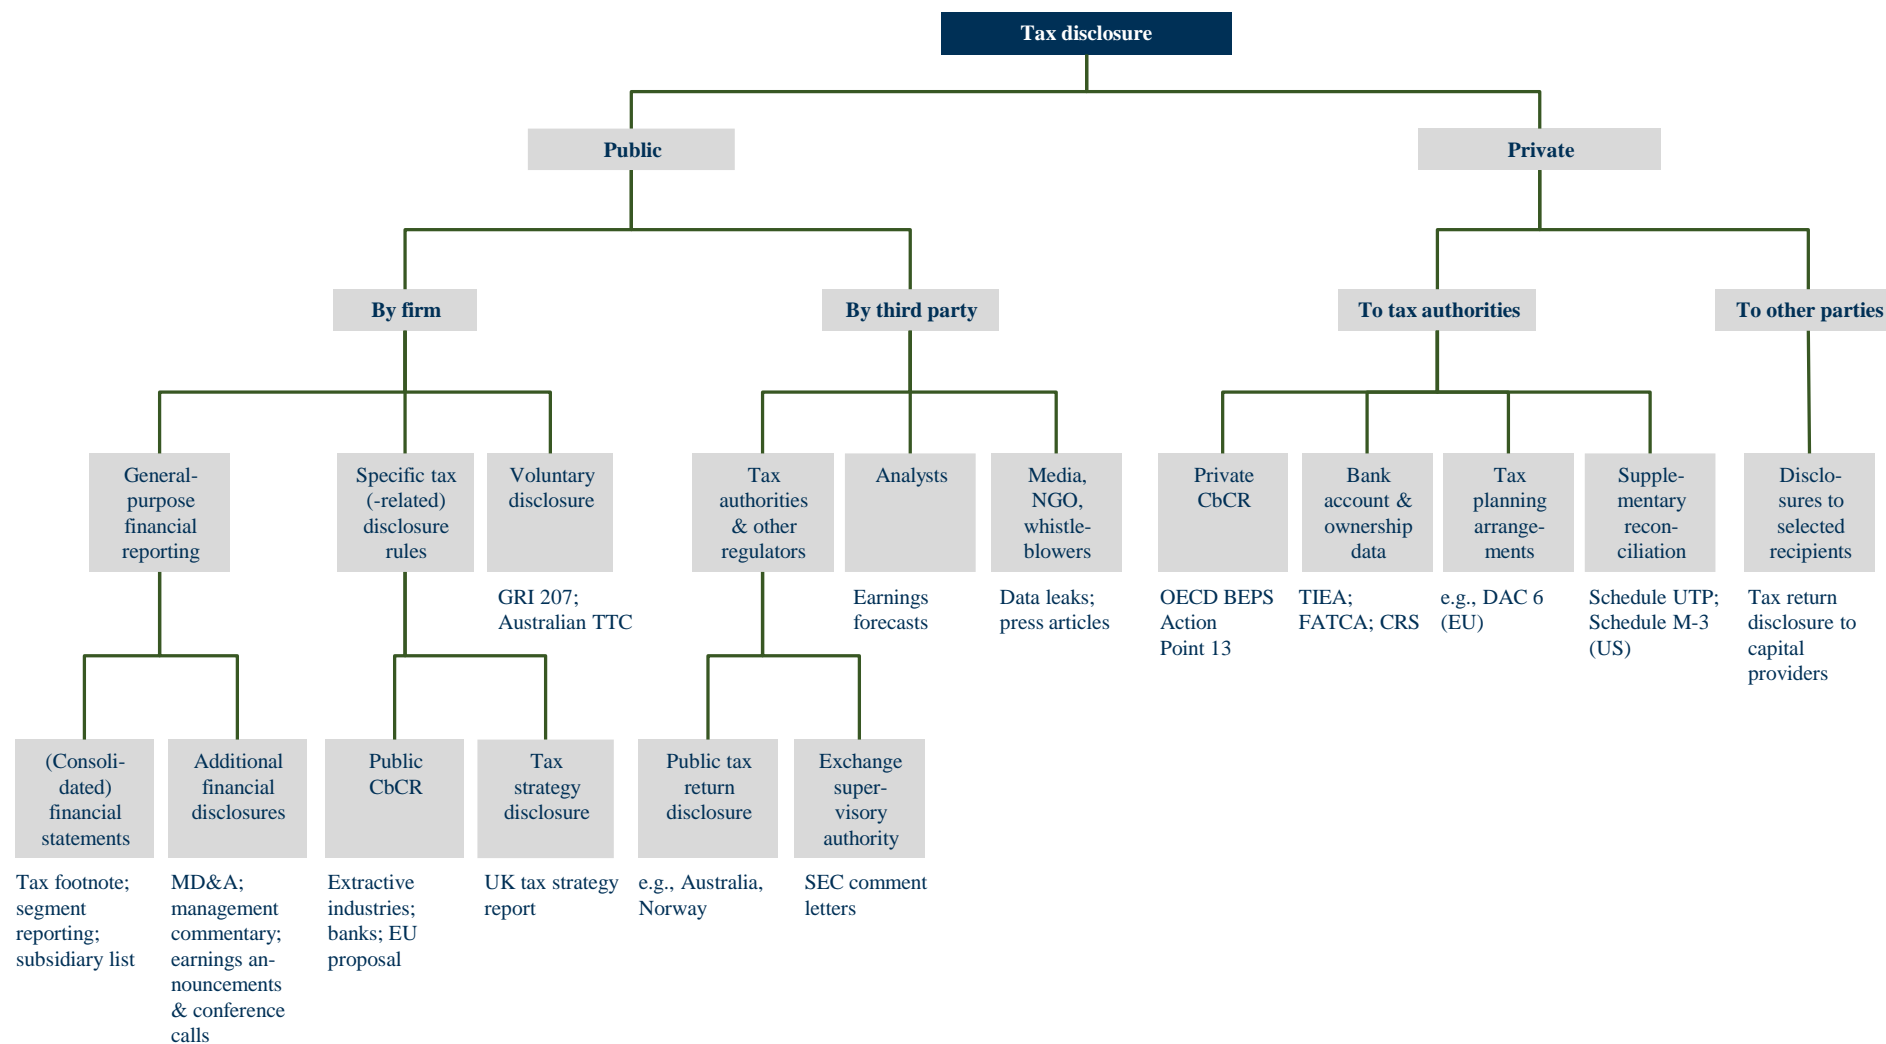 Tax disclosure
Public
Private
By firm
By third party
To tax authorities
To other parties
General-
purpose
financial
reporting
Specific tax
(-related)
disclosure
rules
Voluntary
disclosure
GRI 207;
Australian TTC
Tax
authorities
& other
regulators
Analysts
Earnings
forecasts
Media,
NGO,
whistle-
blowers
Data leaks;
press articles
Private
CbCR
OECD BEPS
Action
Point 13
Bank
account &
ownership
data
TIEA;
FATCA; CRS
Tax
planning
arrange-
ments
e.g., DAC 6
(EU)
Supple-
mentary
recon-
ciliation
Schedule UTP;
Schedule M-3
(US)
Disclo-
sures to
selected
recipients
Tax return
disclosure to
capital
providers
(Consoli-
dated)
financial
statements
Tax footnote;
segment
reporting;
subsidiary list
Additional
financial
disclosures
MD&A;
management
commentary;
earnings an-
nouncements
& conference
calls
Public
CbCR
Extractive
industries;
banks; EU
proposal
Tax
strategy
disclosure
UK tax strategy
report
Public tax
return
disclosure
e.g., Australia,
Norway
Exchange
super-
visory
authority
SEC comment
letters